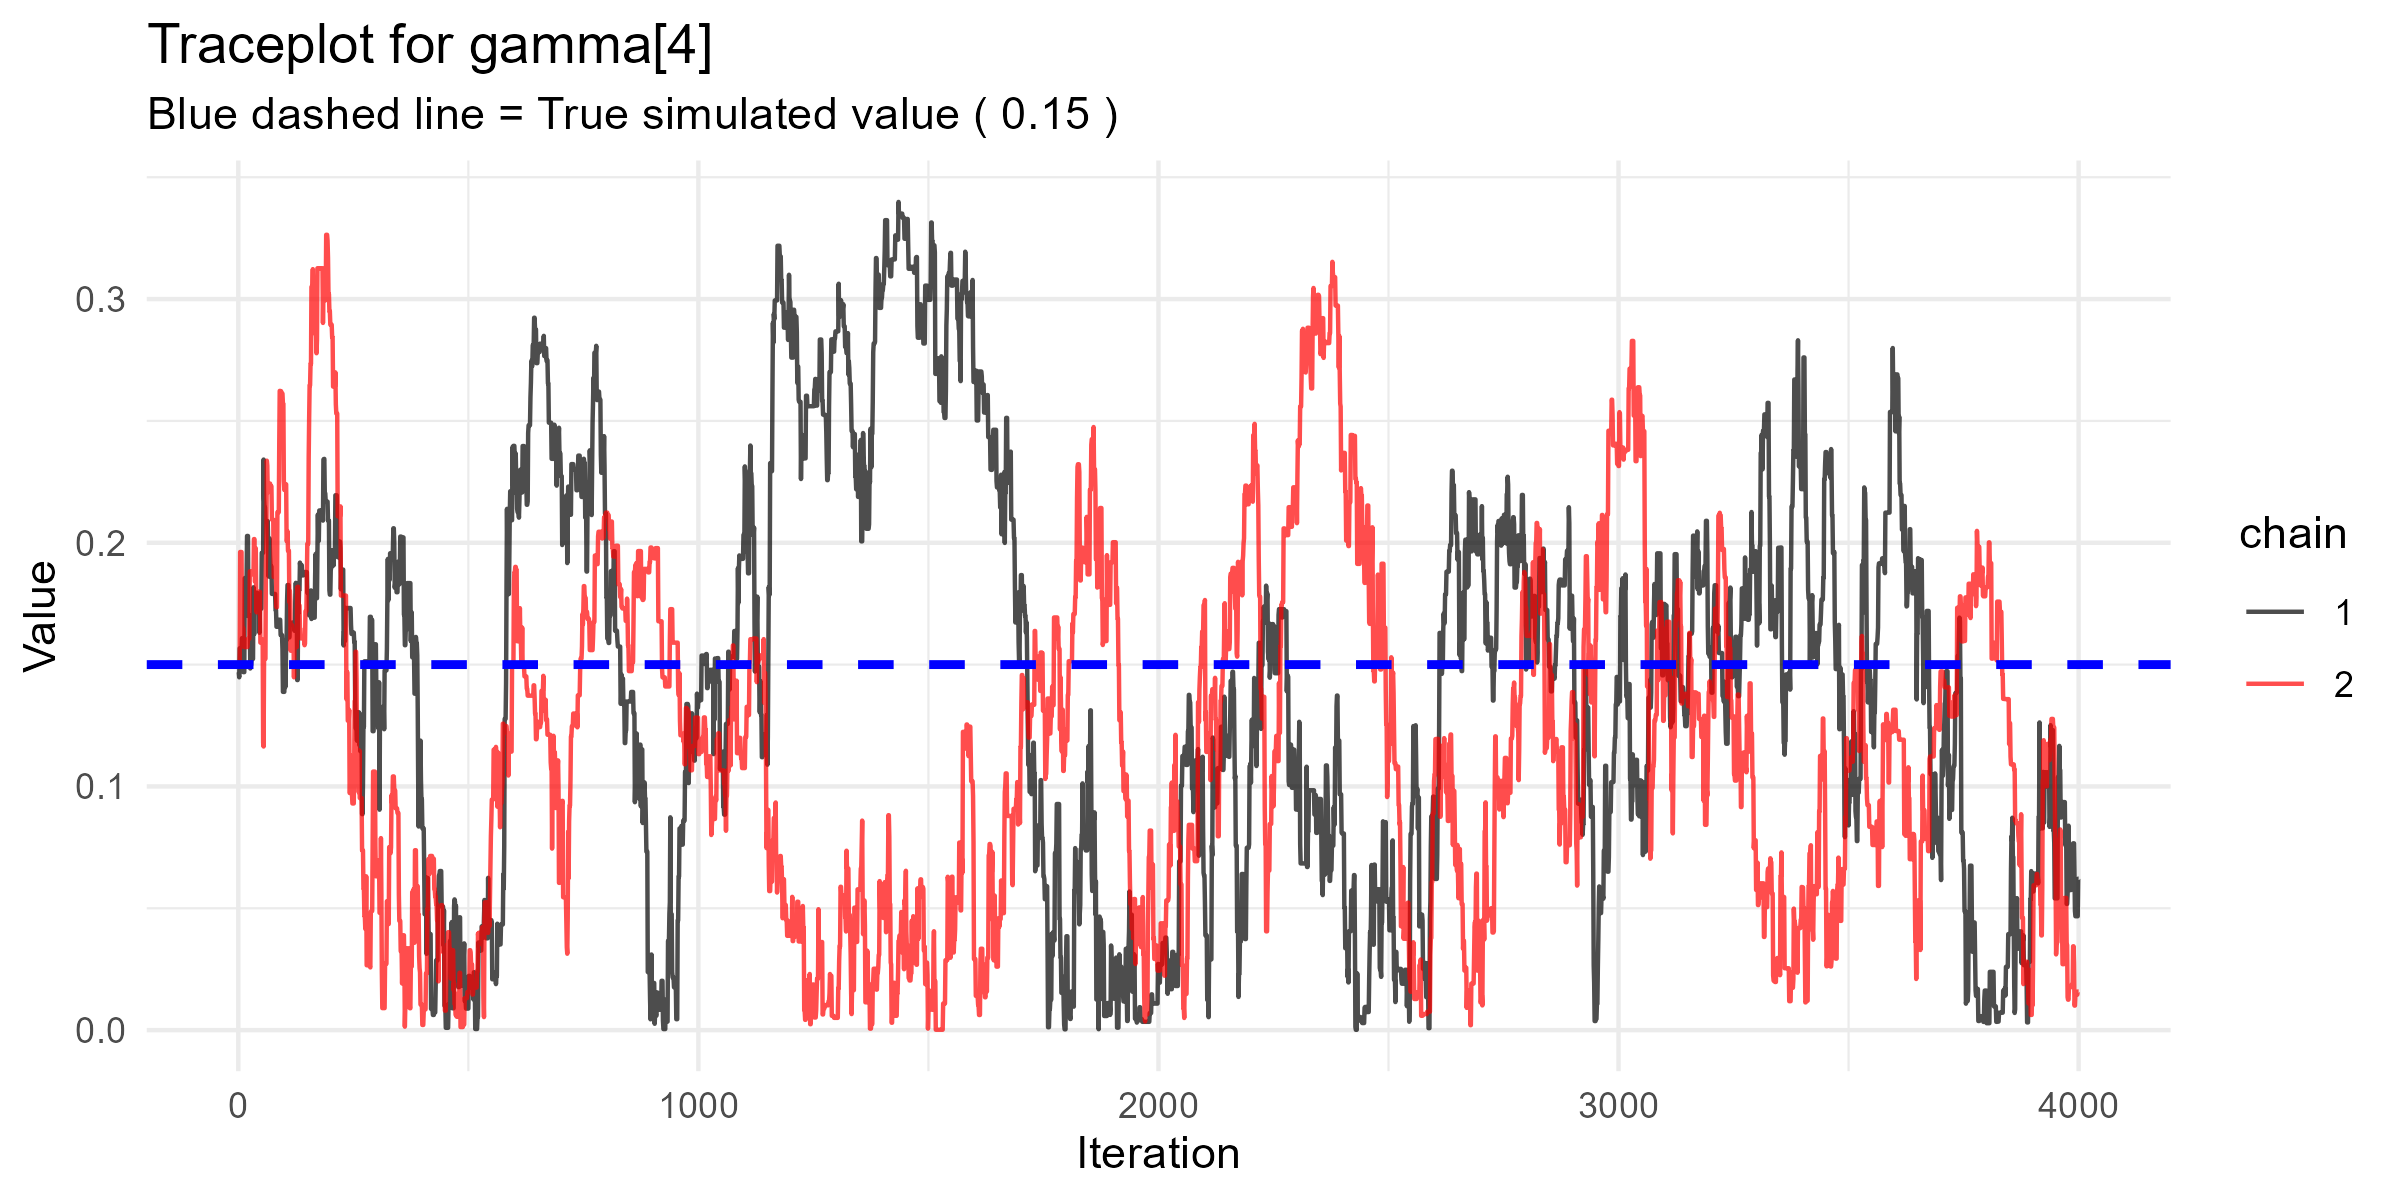 Traceplot for gamma[4]
Blue dashed line = True simulated value ( 0.15 )
Value
0.3
0.2
0.1
0.0
0 1000 2000 3000 4000
Iteration
chain
1
2